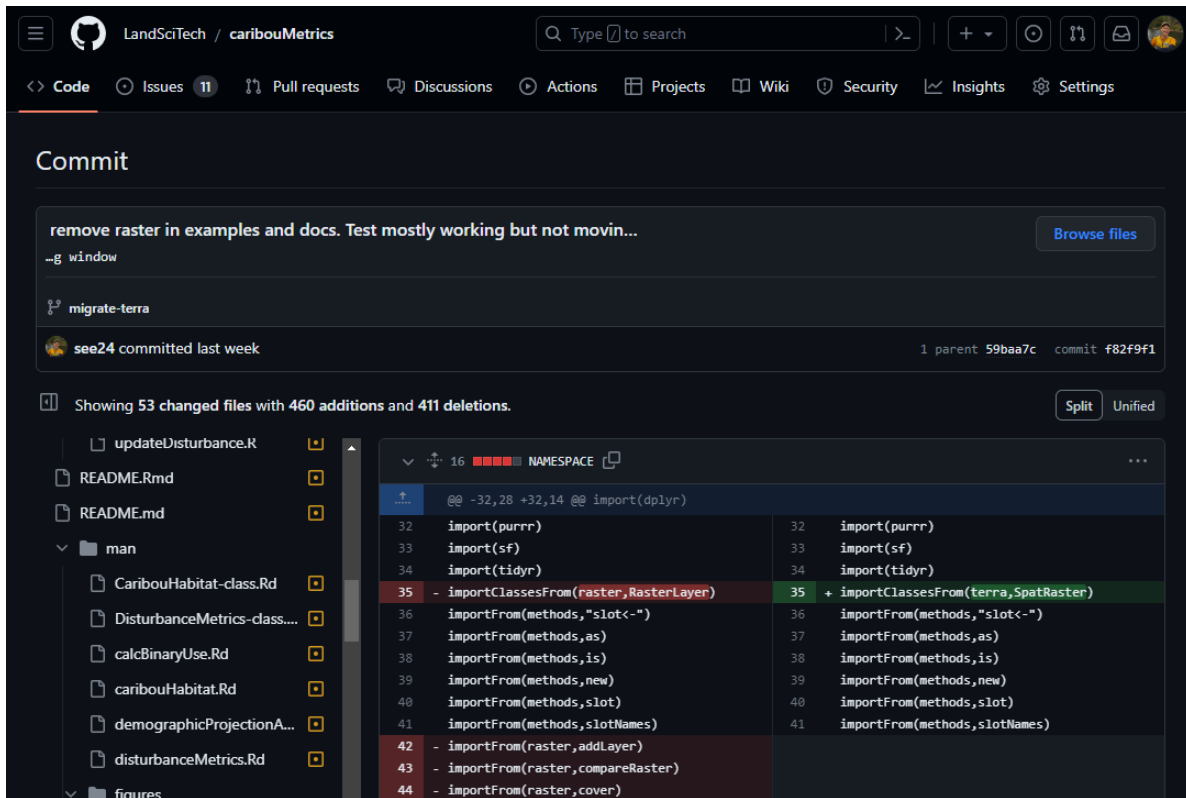 LandSciTech / caribouMetrics
Type / to search
Code
Issues 11
Pull requests
Discussions
Actions
Projects
Wiki
Security
Insights
Settings
Commit
remove raster in examples and docs. Test mostly working but not movin...
…g window
Browse files
migrate-terra
see24 committed last week
1 parent 59baa7c commit f82f9f1
Showing 53 changed files with 460 additions and 411 deletions.
Split Unified
updateDisturbance.R
README.Rmd
README.md
man
CaribouHabitat-class.Rd
DisturbanceMetrics-class....
calcBinaryUse.Rd
caribouHabitat.Rd
demographicProjectionA...
disturbanceMetrics.Rd
figures
16 NAMESPACE
@@ -32,28 +32,14 @@ import(dplyr)
32 import(purrr) 32 import(purrr)
33 import(sf) 33 import(sf)
34 import(tidyr) 34 import(tidyr)
35 - importClassesFrom(raster,RasterLayer) 35 + importClassesFrom(terra,SpatRaster)
36 importFrom(methods,"slot<-") 36 importFrom(methods,"slot<-")
37 importFrom(methods,as) 37 importFrom(methods,as)
38 importFrom(methods,is) 38 importFrom(methods,is)
39 importFrom(methods,new) 39 importFrom(methods,new)
40 importFrom(methods,slot) 40 importFrom(methods,slot)
41 importFrom(methods,slotNames) 41 importFrom(methods,slotNames)
42 - importFrom(raster,addLayer)
43 - importFrom(raster,compareRaster)
44 - importFrom(raster,cover)